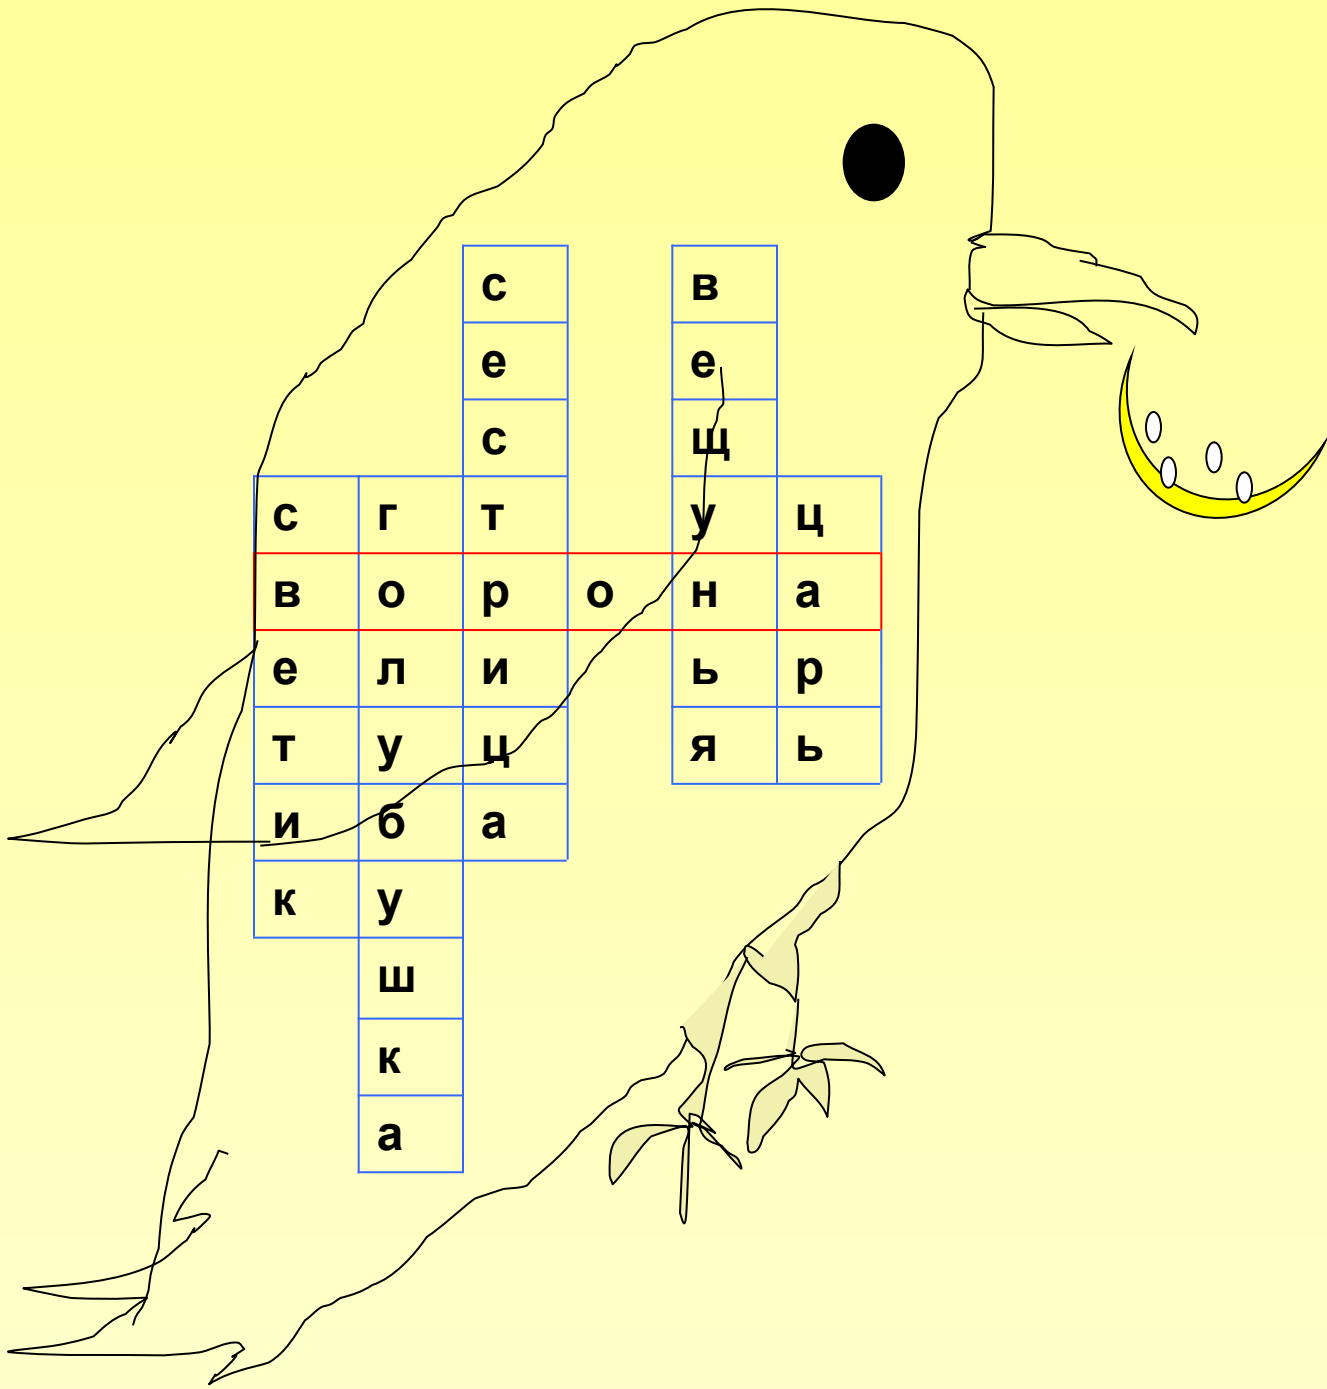 с в
е е
с щ
с г т у ц
в о р о н а
е л и ь р
т у ц я ь
и б а
к у
ш
к
а